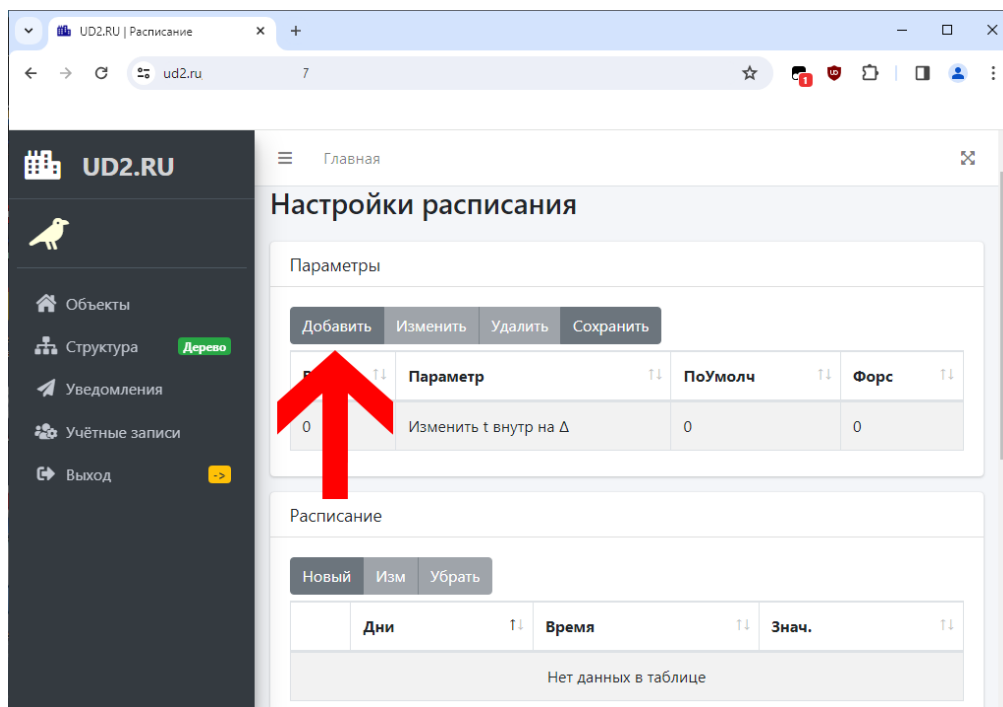 UD2.RU | Расписание
ud2.ru 7
1
UD2.RU
Главная
Настройки расписания
Объекты
Структура Дерево
Уведомления
Учётные записи
Выход ->
Параметры
Добавить Изменить Удалить Сохранить
Параметр ПоУмолч Форс
0 Изменить t внутр на Δ 0 0
Расписание
Новый Изм Убрать
Дни Время Знач.
Нет данных в таблице